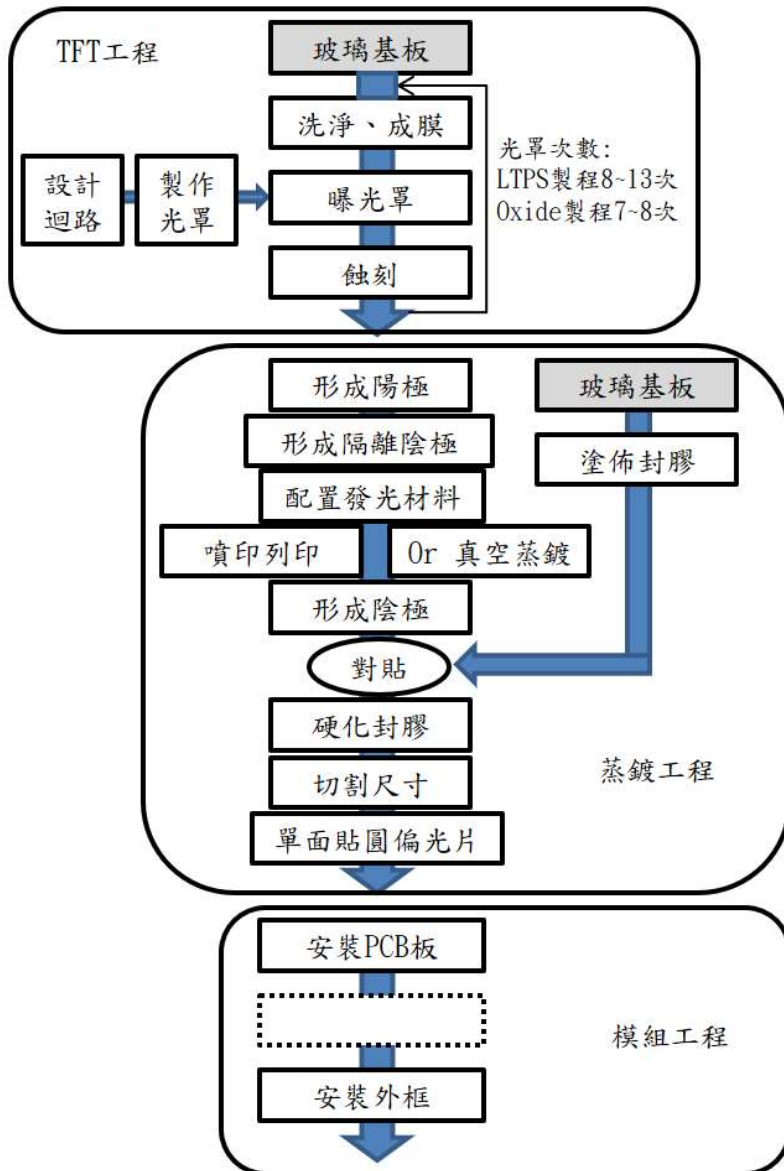 TFT工程
玻璃基板
洗淨、成膜
設計
迴路
製作
光罩
曝光罩
蝕刻
光罩次數:
LTPS製程8~13次
Oxide製程7~8次
形成陽極
形成隔離陰極
配置發光材料
噴印列印
Or 真空蒸鍍
形成陰極
玻璃基板
塗佈封膠
對貼
硬化封膠
切割尺寸
單面貼圓偏光片
蒸鍍工程
安裝PCB板
安裝外框
模組工程